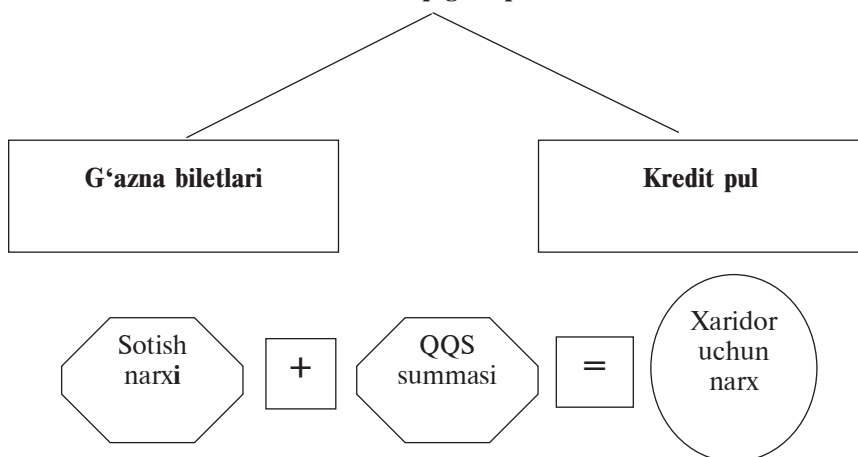 G‘azna biletlari
Kredit pul
Sotish
narxi
+
QQS
summasi
=
Xaridor
uchun
narx